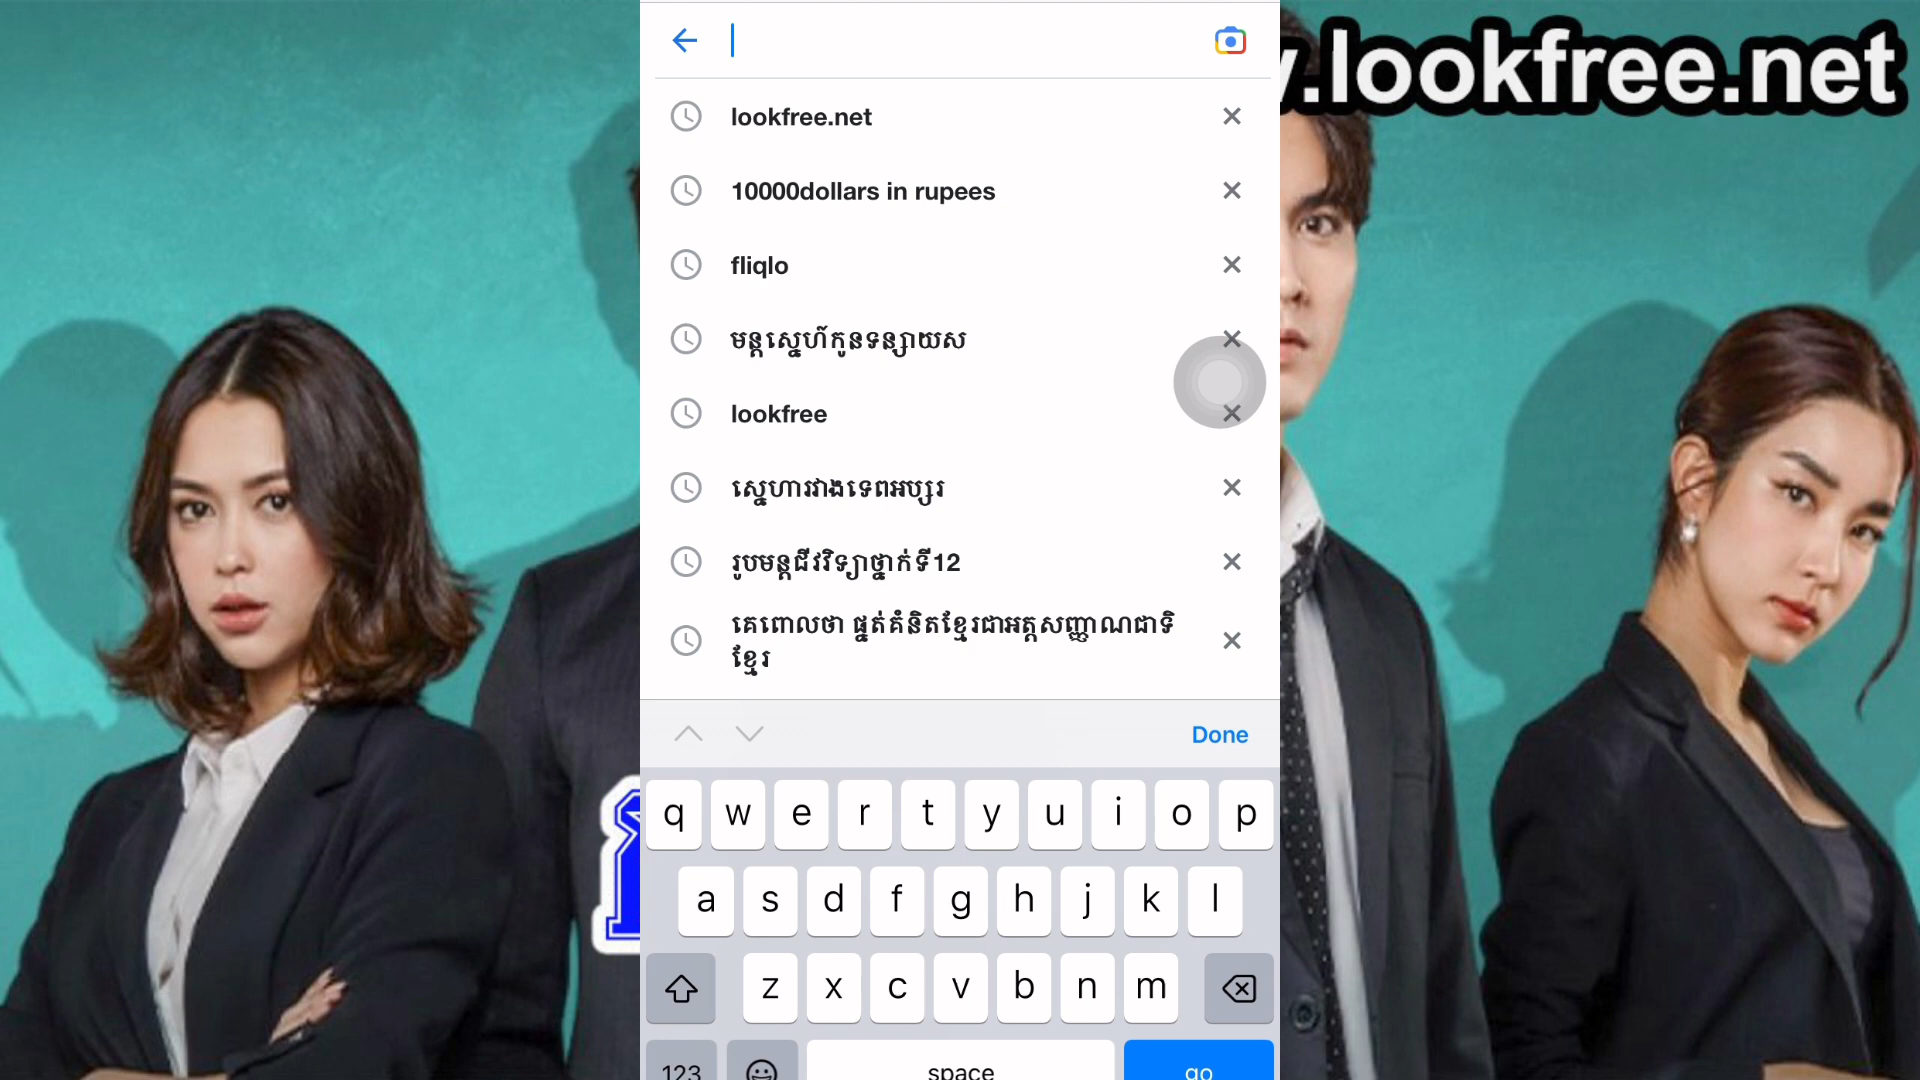 .lookfree.net
lookfree.net
10000dollars in rupees
fliqlo
មន្តស្នេហ៍កូនទន្សាយស
lookfree
ស្នេហារវាងទេពអប្សរ
រូបមន្តជីវវិទ្យាថ្នាក់ទី12
គេពោលថា ផ្នត់គំនិតខ្មែរជាអត្តសញ្ញាណជាទិ
ខ្មែរ
Done
q w e r t y u i o p
a s d f g h j k l
z x c v b n m
123 space go